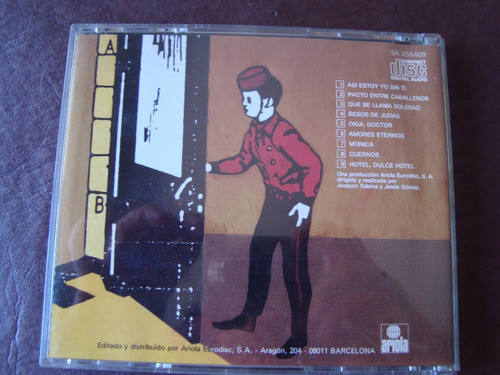 A
B
9A 258409
COMPACT
disc
DIGITAL AUDIO
1 ASI ESTOY YO SIN TI
2 PACTO ENTRE CABALLEROS
3 QUE SE LLAMA SOLEDAD
4 BESOS DE JUDAS
5 OIGA, DOCTOR
6 AMORES ETERNOS
7 MONICA
8 CUERNOS
9 HOTEL, DULCE HOTEL
Una producción Ariola Eurodisc, S. A.
dirigida y realizada por
Joaquín Sabina y Jesús Gómez.
Editado y distribuido por Ariola Eurodisc, S.A. - Aragón, 204 - 08011 BARCELONA
ariola